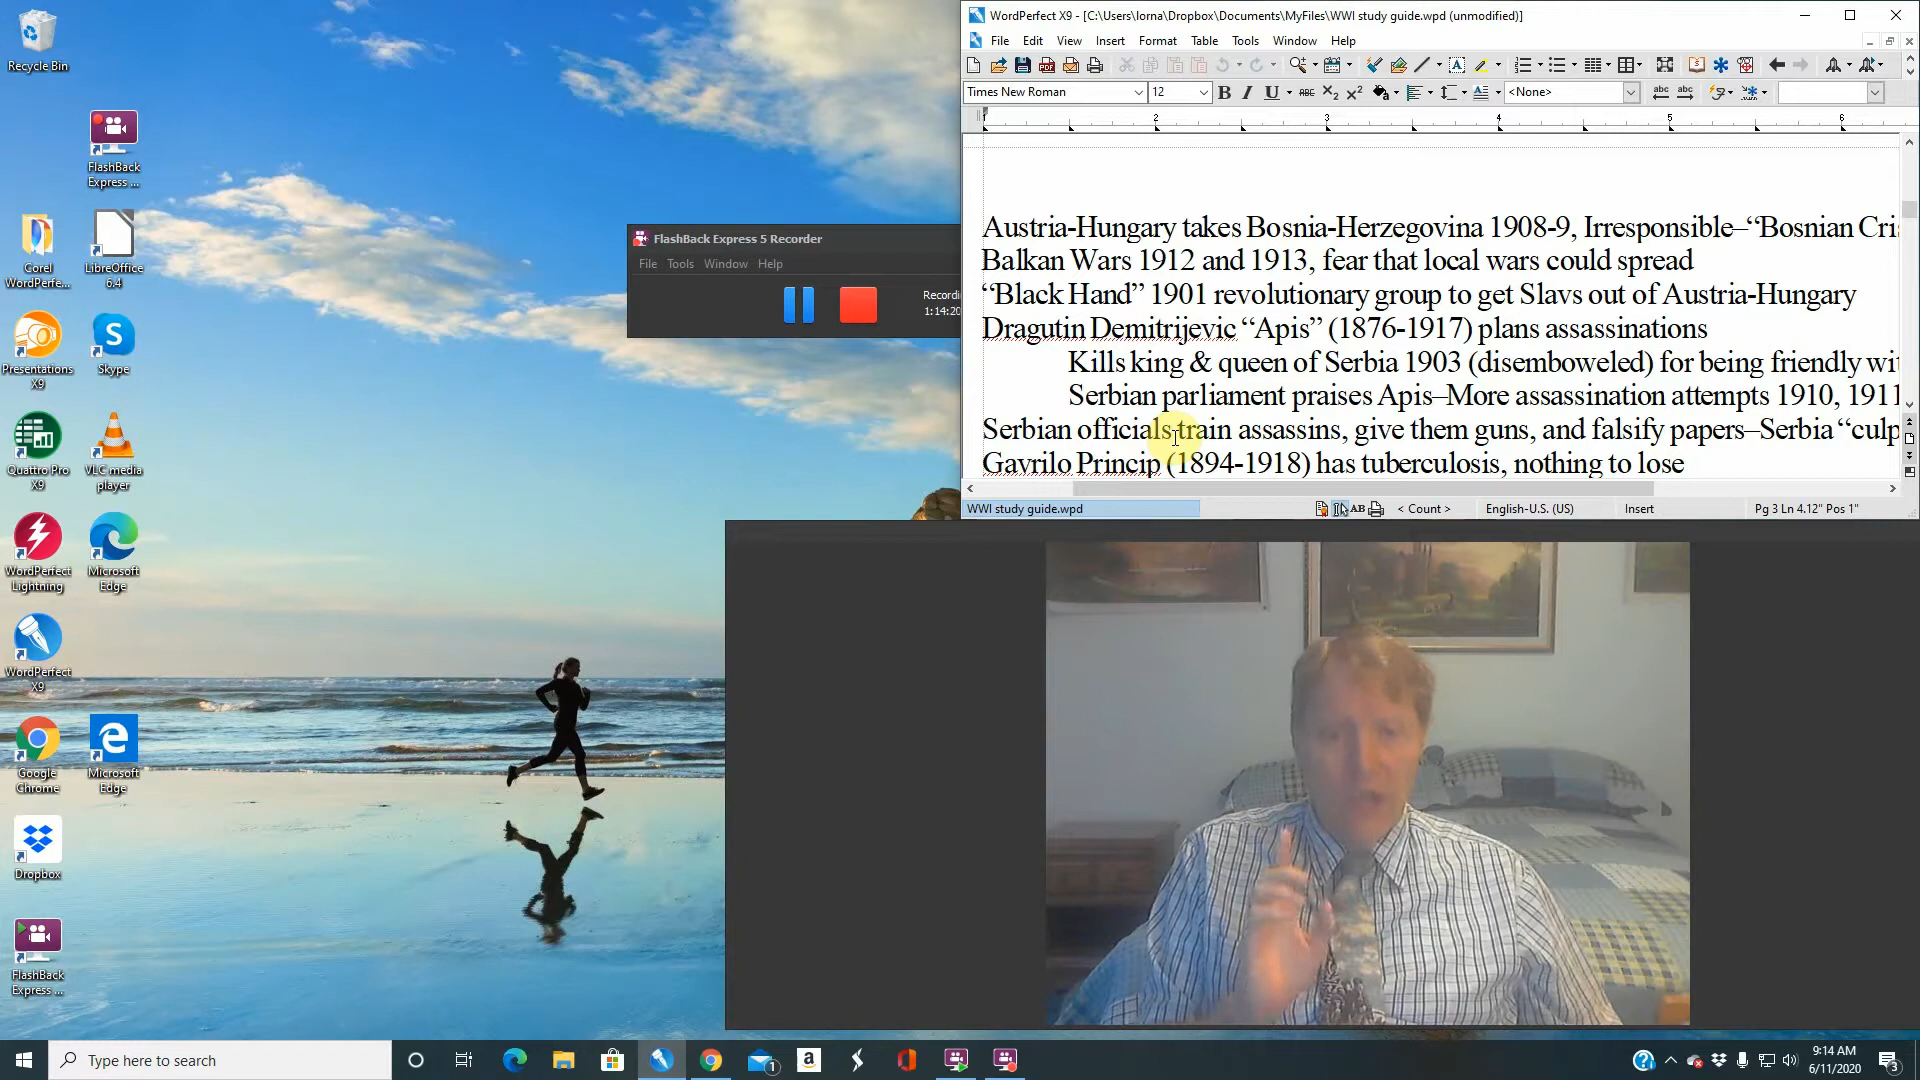 Recycle Bin
FlashBack
Express ...
Corel
WordPerfe...
LibreOffice
6.4
Presentations
X9
Skype
Quattro Pro
X9
VLC media
player
WordPerfect
Lightning
Microsoft
Edge
WordPerfect
X9
Google
Chrome
Microsoft
Edge
Dropbox
FlashBack
Express ...
FlashBack Express 5 Recorder
File Tools Window Help
Recordi
1:14:20
WordPerfect X9 - [C:\Users\lorna\Dropbox\Documents\MyFiles\WWI study guide.wpd (unmodified)]
File Edit View Insert Format Table Tools Window Help
Times New Roman 12 <None>
2 3 4 5 6
Austria-Hungary takes Bosnia-Herzegovina 1908-9, Irresponsible–“Bosnian Cri
Balkan Wars 1912 and 1913, fear that local wars could spread
“Black Hand” 1901 revolutionary group to get Slavs out of Austria-Hungary
Dragutin Demitrijevic “Apis” (1876-1917) plans assassinations
Kills king & queen of Serbia 1903 (disemboweled) for being friendly wit
Serbian parliament praises Apis–More assassination attempts 1910, 1911
Serbian officials train assassins, give them guns, and falsify papers–Serbia “culp
Gavrilo Princip (1894-1918) has tuberculosis, nothing to lose
WWI study guide.wpd
AB
< Count > English-U.S. (US) Insert Pg 3 Ln 4.12" Pos 1"
Type here to search
1
9:14 AM
6/11/2020
3